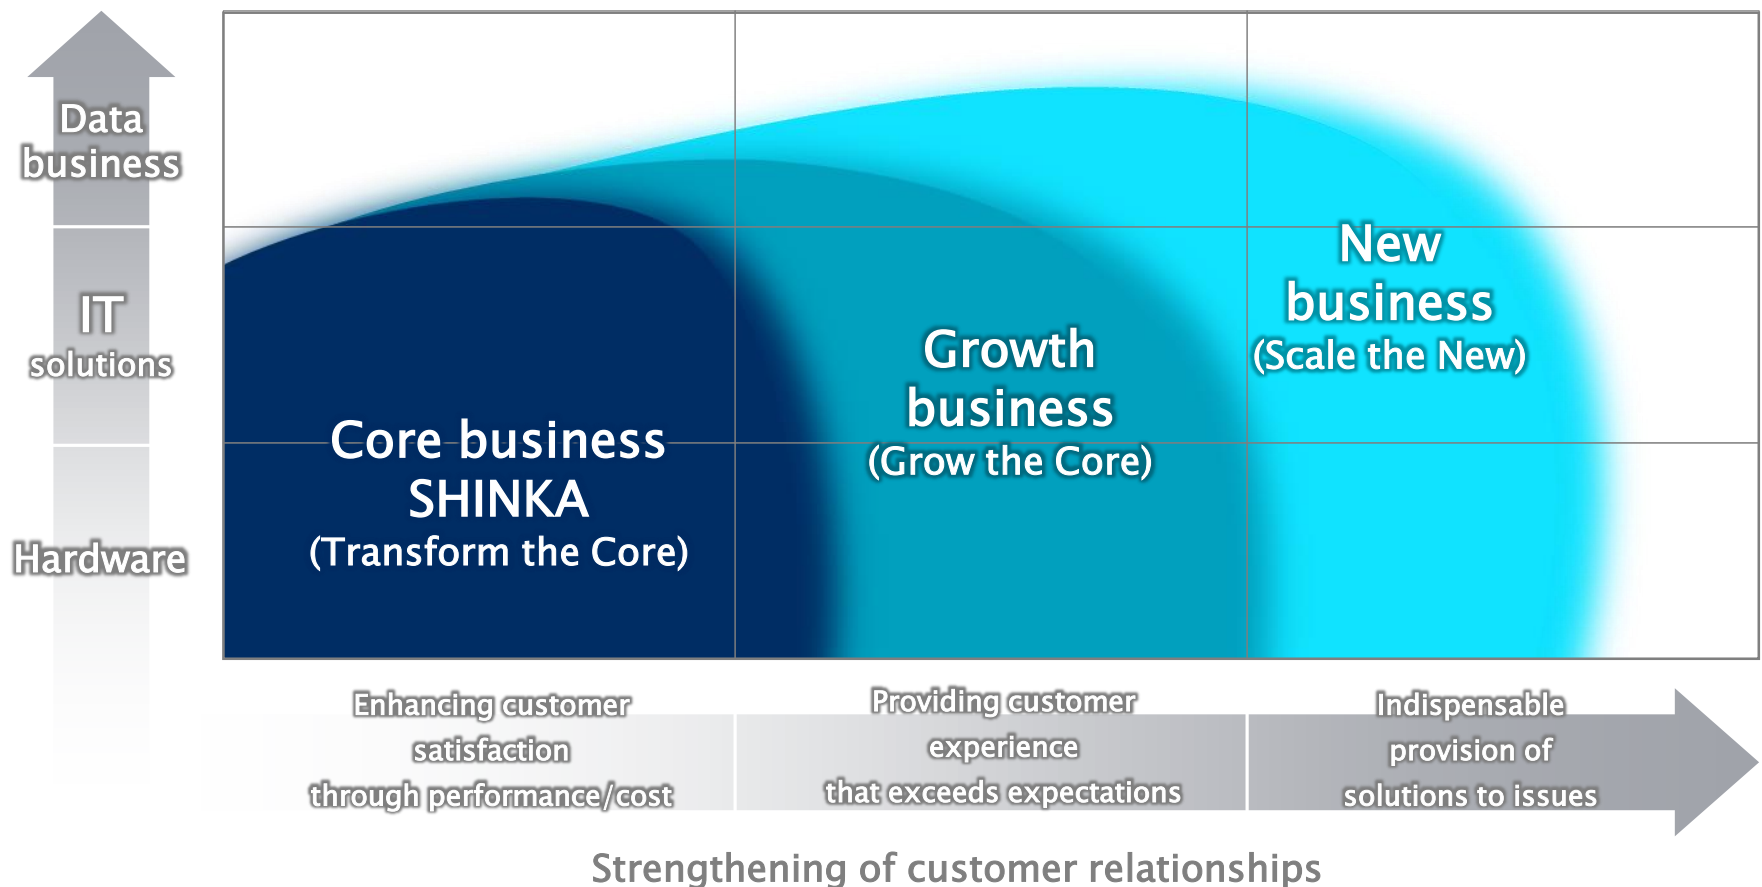 Data
business
IT
solutions
Hardware
Core business
SHINKA
(Transform the Core)
Growth
business
(Grow the Core)
New
business
(Scale the New)
Enhancing customer
satisfaction
through performance/cost
Providing customer
experience
that exceeds expectations
Indispensable
provision of
solutions to issues
Strengthening of customer relationships